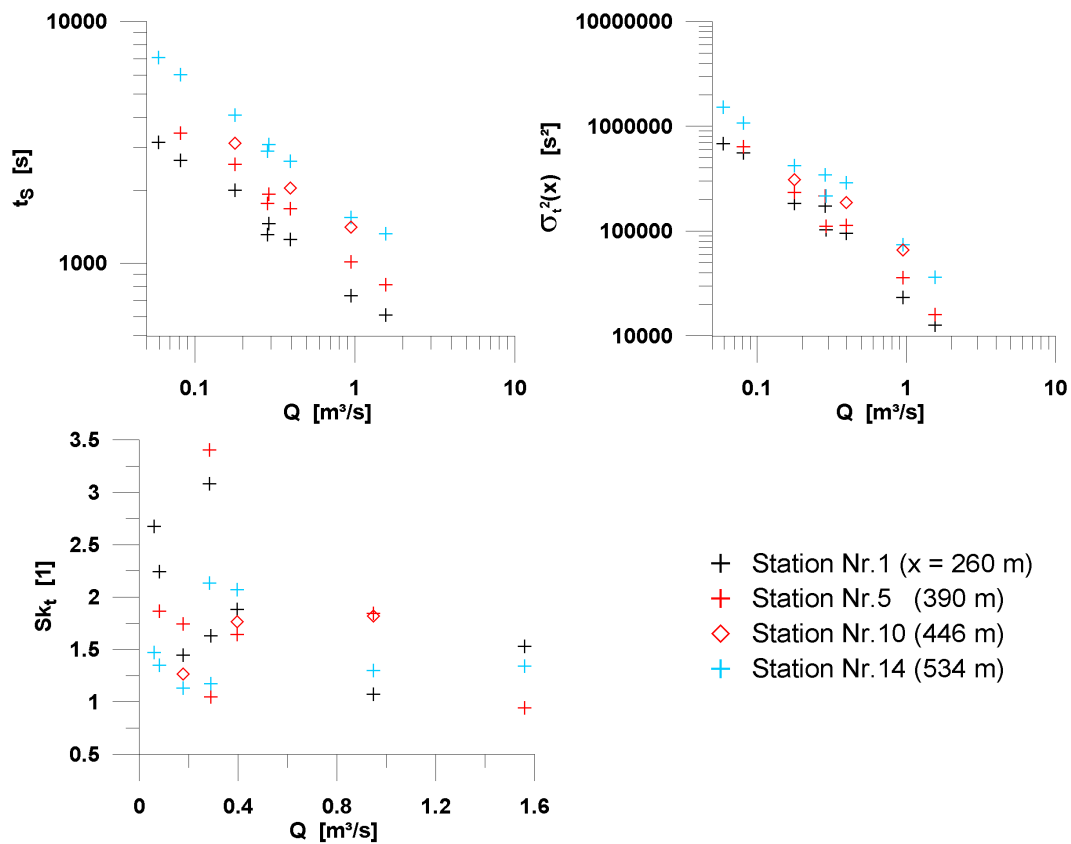 10000
1000
t_S [s]
0.1 1 10
Q [m³/s]
10000000
1000000
100000
10000
σ_t²(x) [s²]
0.1 1 10
Q [m³/s]
3.5
3
2.5
2
1.5
1
0.5
Sk_t [1]
0 0.4 0.8 1.2 1.6
Q [m³/s]
Station Nr.1 (x = 260 m)
Station Nr.5 (390 m)
Station Nr.10 (446 m)
Station Nr.14 (534 m)